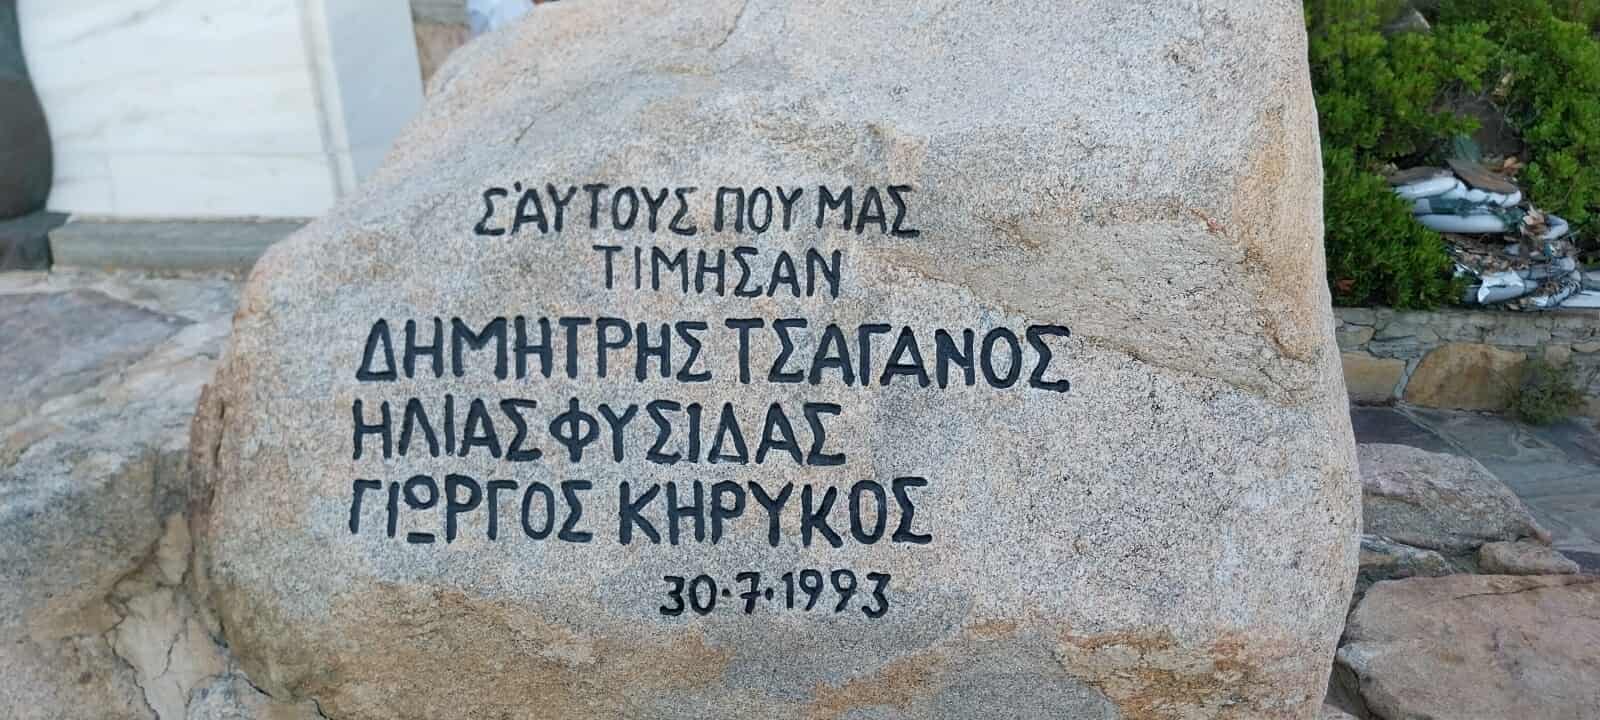 Σ'ΑΥΤΟΥΣ ΠΟΥ ΜΑΣ
ΤΙΜΗΣΑΝ
ΔΗΜΗΤΡΗΣ ΤΣΑΓΑΝΟΣ
ΗΛΙΑΣ ΦΥΣΙΔΑΣ
ΓΙΩΡΓΟΣ ΚΗΡΥΚΟΣ
30·7·1993